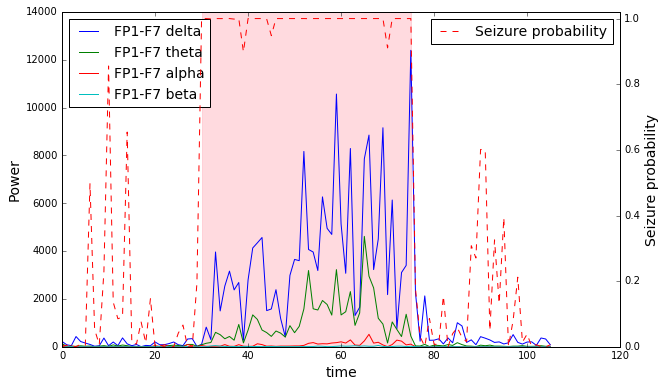 14000
12000
10000
8000
6000
4000
2000
0
Power
FP1-F7 delta
FP1-F7 theta
FP1-F7 alpha
FP1-F7 beta
Seizure probability
1.0
0.8
0.6
0.4
0.2
0.0
Seizure probability
0 20 40 60 80 100 120
time